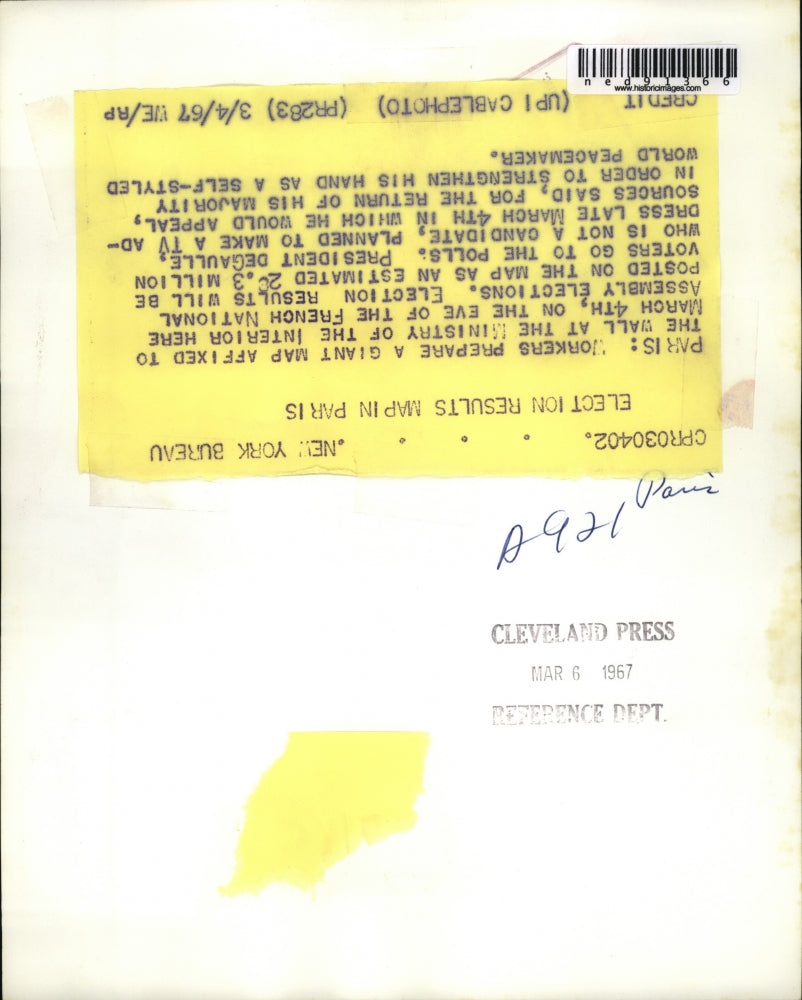 ned91366
www.historicimages.com
CPR030402. . . . .NEW YORK BUREAU
ELECTION RESULTS MAP IN PARIS
PARIS: WORKERS PREPARE A GIANT MAP AFFIXED TO
THE WALL AT THE MINISTRY OF THE INTERIOR HERE
MARCH 4TH, ON THE EVE OF THE FRENCH NATIONAL
ASSEMBLY ELECTIONS. ELECTION RESULTS WILL BE
POSTED ON THE MAP AS AN ESTIMATED 28.3 MILLION
VOTERS GO TO THE POLLS. PRESIDENT DEGAULLE,
WHO IS NOT A CANDIDATE, PLANNED TO MAKE A TV AD-
DRESS LATE MARCH 4TH IN WHICH HE WOULD APPEAL,
SOURCES SAID, FOR THE RETURN OF HIS MAJORITY
IN ORDER TO STRENGTHEN HIS HAND AS A SELF-STYLED
WORLD PEACEMAKER.
CREDIT (UPI CABLEPHOTO) (PR283) 3/4/67 WE/RP
Paris
A921
CLEVELAND PRESS
MAR 6 1967
REFERENCE DEPT.